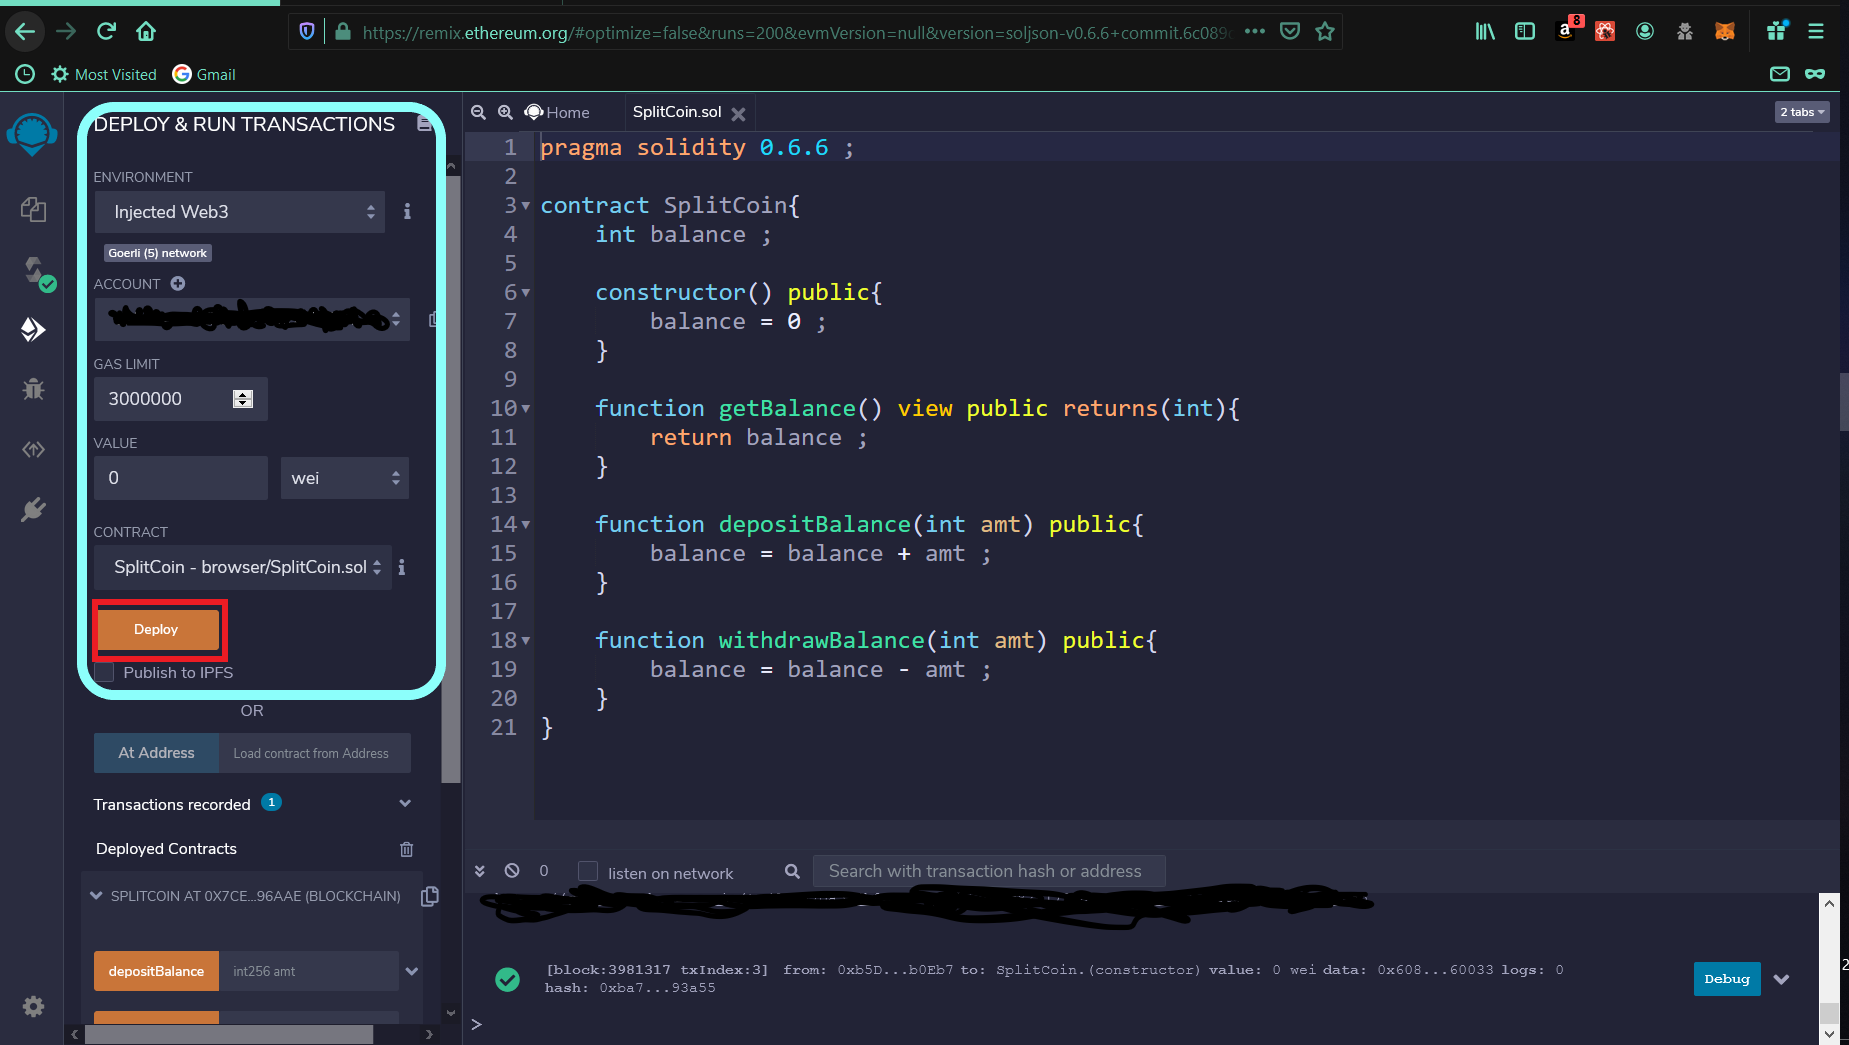 https://remix.ethereum.org/#optimize=false&runs=200&evmVersion=null&version=soljson-v0.6.6+commit.6c089
8
Most Visited
Gmail
DEPLOY & RUN TRANSACTIONS
ENVIRONMENT
Injected Web3
Goerli (5) network
ACCOUNT
GAS LIMIT
3000000
VALUE
0
wei
CONTRACT
SplitCoin - browser/SplitCoin.sol
Deploy
Publish to IPFS
OR
At Address
Load contract from Address
Transactions recorded 1
Deployed Contracts
SPLITCOIN AT 0X7CE...96AAE (BLOCKCHAIN)
depositBalance
int256 amt
Home
SplitCoin.sol
2 tabs
1 pragma solidity 0.6.6 ;
2
3 contract SplitCoin{
4     int balance ;
5
6     constructor() public{
7         balance = 0 ;
8     }
9
10     function getBalance() view public returns(int){
11         return balance ;
12     }
13
14     function depositBalance(int amt) public{
15         balance = balance + amt ;
16     }
17
18     function withdrawBalance(int amt) public{
19         balance = balance - amt ;
20     }
21 }
0
listen on network
Search with transaction hash or address
[block:3981317 txIndex:3] from: 0xb5D...b0Eb7 to: SplitCoin.(constructor) value: 0 wei data: 0x608...60033 logs: 0
hash: 0xba7...93a55
Debug
>
2